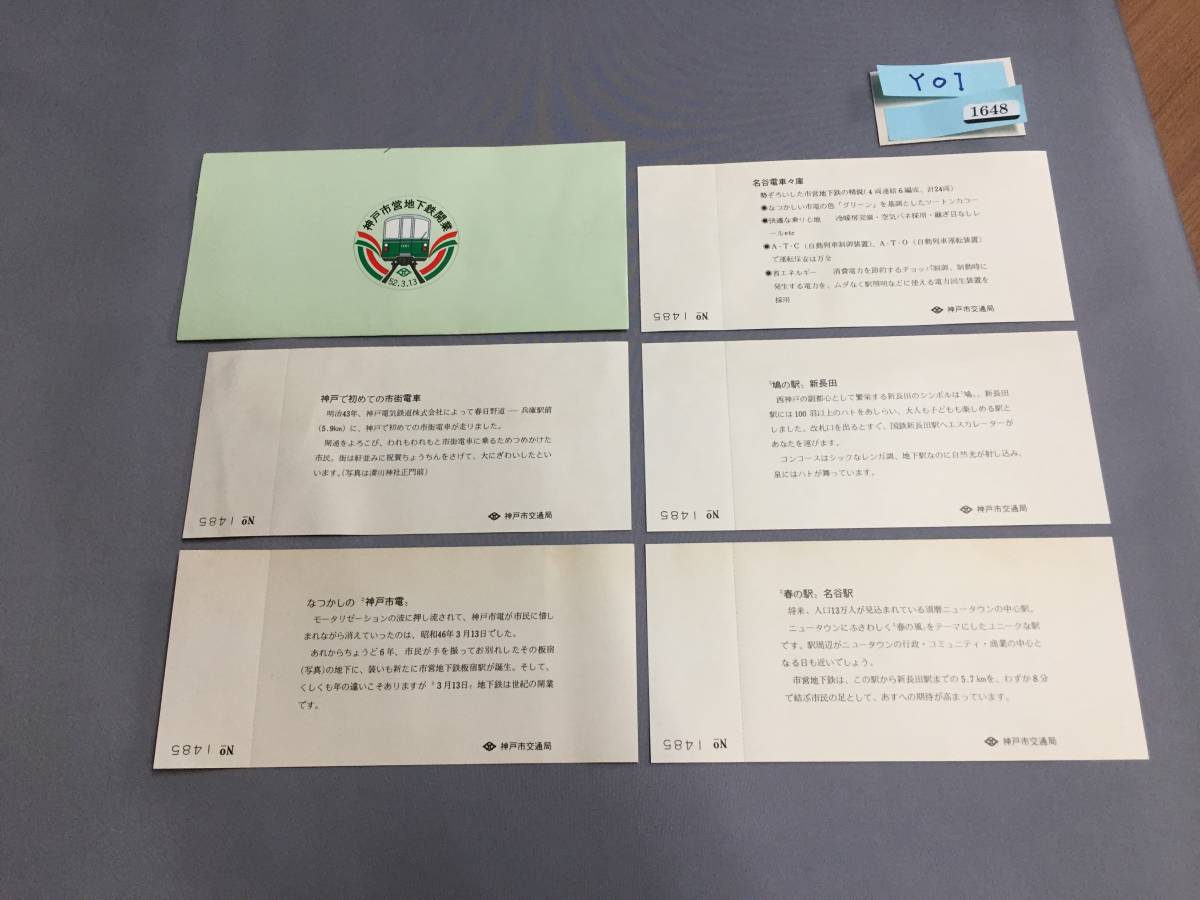 Y01
1648
神戸市営地下鉄開業
52.3.13
名谷電車々庫
勢ぞろいした市営地下鉄の精鋭(4両連結6編成、計24両)
●なつかしい市電の色「グリーン」を基調としたツートンカラー
●快適な乗り心地　冷暖房完備・空気バネ採用・継ぎ目なしレ
ールetc
●A・T・C(自動列車制御装置)、A・T・O(自動列車運転装置)
で運転保安は万全
●省エネルギー　消費電力を節約するチョッパ制御、制動時に
発生する電力を、ムダなく駅照明などに使える電力回生装置を
採用
神戸市交通局
No 1485
神戸で初めての市街電車
明治43年、神戸電気鉄道株式会社によって春日野道―兵庫駅前
(5.9km)に、神戸で初めての市街電車が走りました。
開通をよろこび、われもわれもと市街電車に乗るためつめかけた
市民。街は軒並みに祝賀ちょうちんをさげて、大にぎわいしたとい
います。(写真は湊川神社正門前)
神戸市交通局
No 1485
〝鳩の駅〟新長田
西神戸の副都心として繁栄する新長田のシンボルは〝鳩〟。新長田
駅には100羽以上のハトをあしらい、大人も子どもも楽しめる駅と
しました。改札口を出るとすぐ、国鉄新長田駅へエスカレーターが
あなたを運びます。
コンコースはシックなレンガ調、地下駅なのに自然光が射し込み、
泉にはハトが舞っています。
神戸市交通局
No 1485
なつかしの〝神戸市電〟
モータリゼーションの波に押し流されて、神戸市電が市民に惜し
まれながら消えていったのは、昭和46年3月13日でした。
あれからちょうど6年、市民が手を振ってお別れしたその板宿
(写真)の地下に、装いも新たに市営地下鉄板宿駅が誕生。そして、
くしくも年の違いこそありますが〝3月13日〟地下鉄は世紀の開業
です。
神戸市交通局
No 1485
〝春の駅〟名谷駅
将来、人口13万人が見込まれている須磨ニュータウンの中心駅。
ニュータウンにふさわしく〝春の風〟をテーマにしたユニークな駅
です。駅周辺がニュータウンの行政・コミュニティ・商業の中心と
なる日も近いでしょう。
市営地下鉄は、この駅から新長田駅までの5.7kmを、わずか8分
で結ぶ市民の足として、あすへの期待が高まっています。
神戸市交通局
No 1485